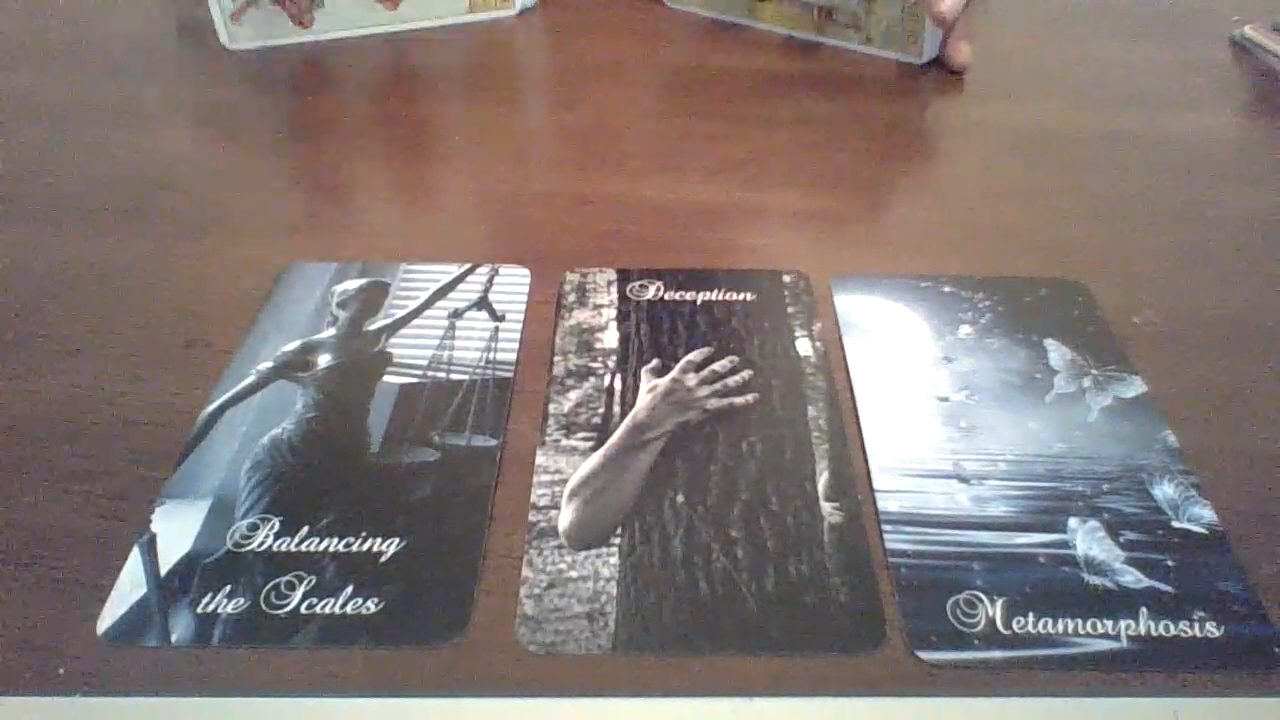 Balancing
the Scales
Deception
Metamorphosis